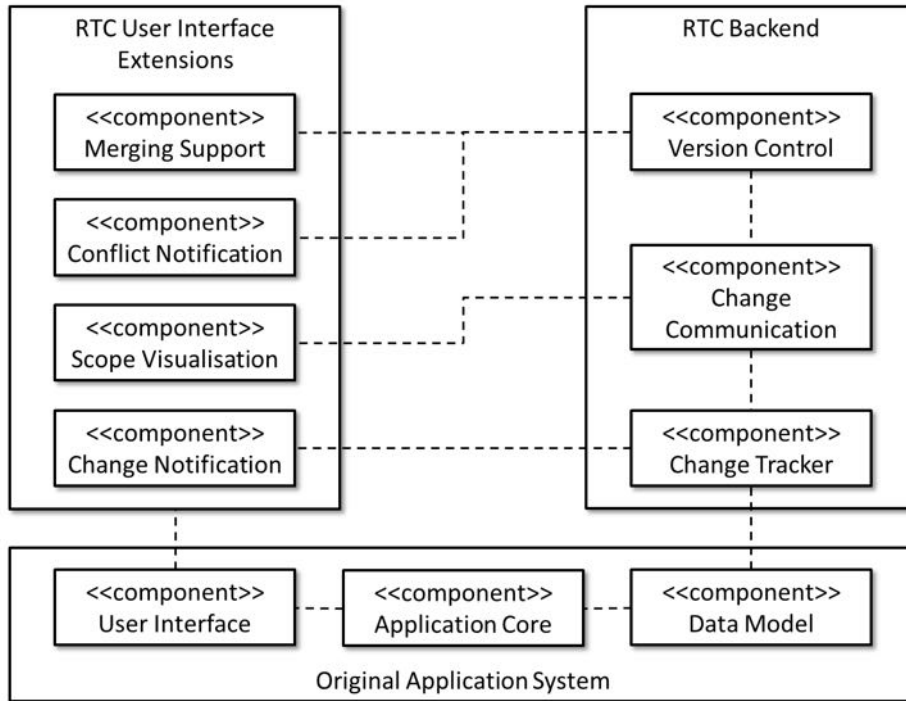 RTC User Interface
Extensions
<<component>>
Merging Support
<<component>>
Conflict Notification
<<component>>
Scope Visualisation
<<component>>
Change Notification
RTC Backend
<<component>>
Version Control
<<component>>
Change
Communication
<<component>>
Change Tracker
<<component>>
User Interface
<<component>>
Application Core
<<component>>
Data Model
Original Application System